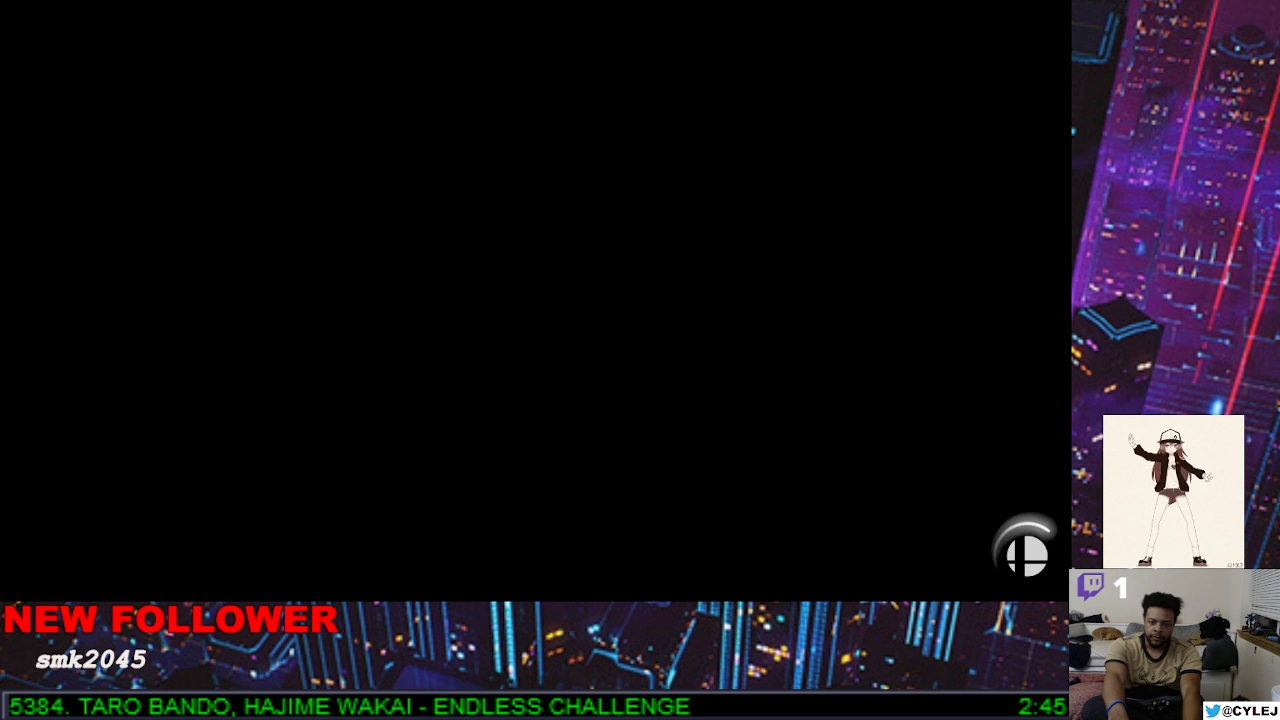 NEW FOLLOWER
smk2045
5384. TARO BANDO, HAJIME WAKAI - ENDLESS CHALLENGE 2:45
1
@CYLEJ